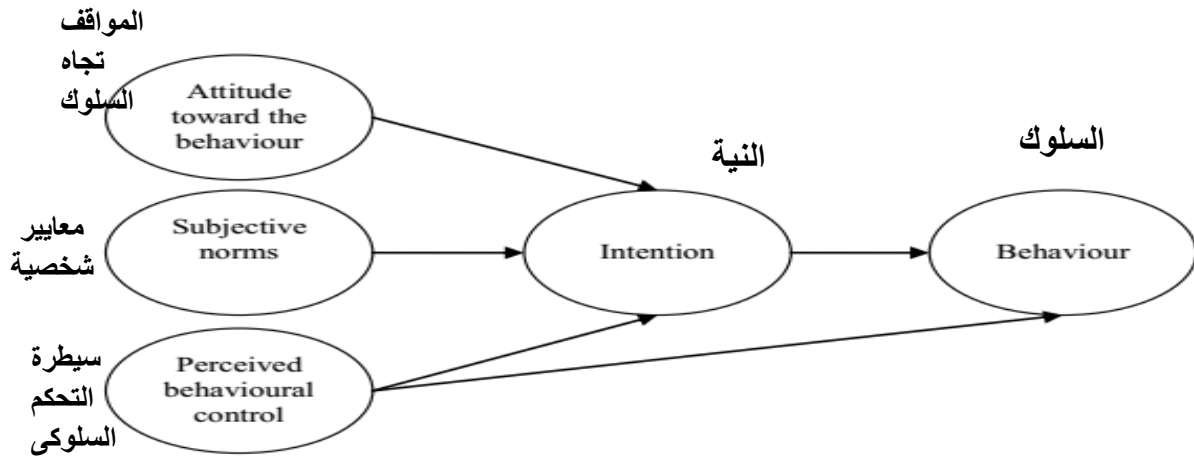 المواقف
تجاه
السلوك
Attitude
toward the
behaviour
النية
السلوك
معايير
شخصية
Subjective
norms
Intention
Behaviour
سيطرة
التحكم
السلوكى
Perceived
behavioural
control